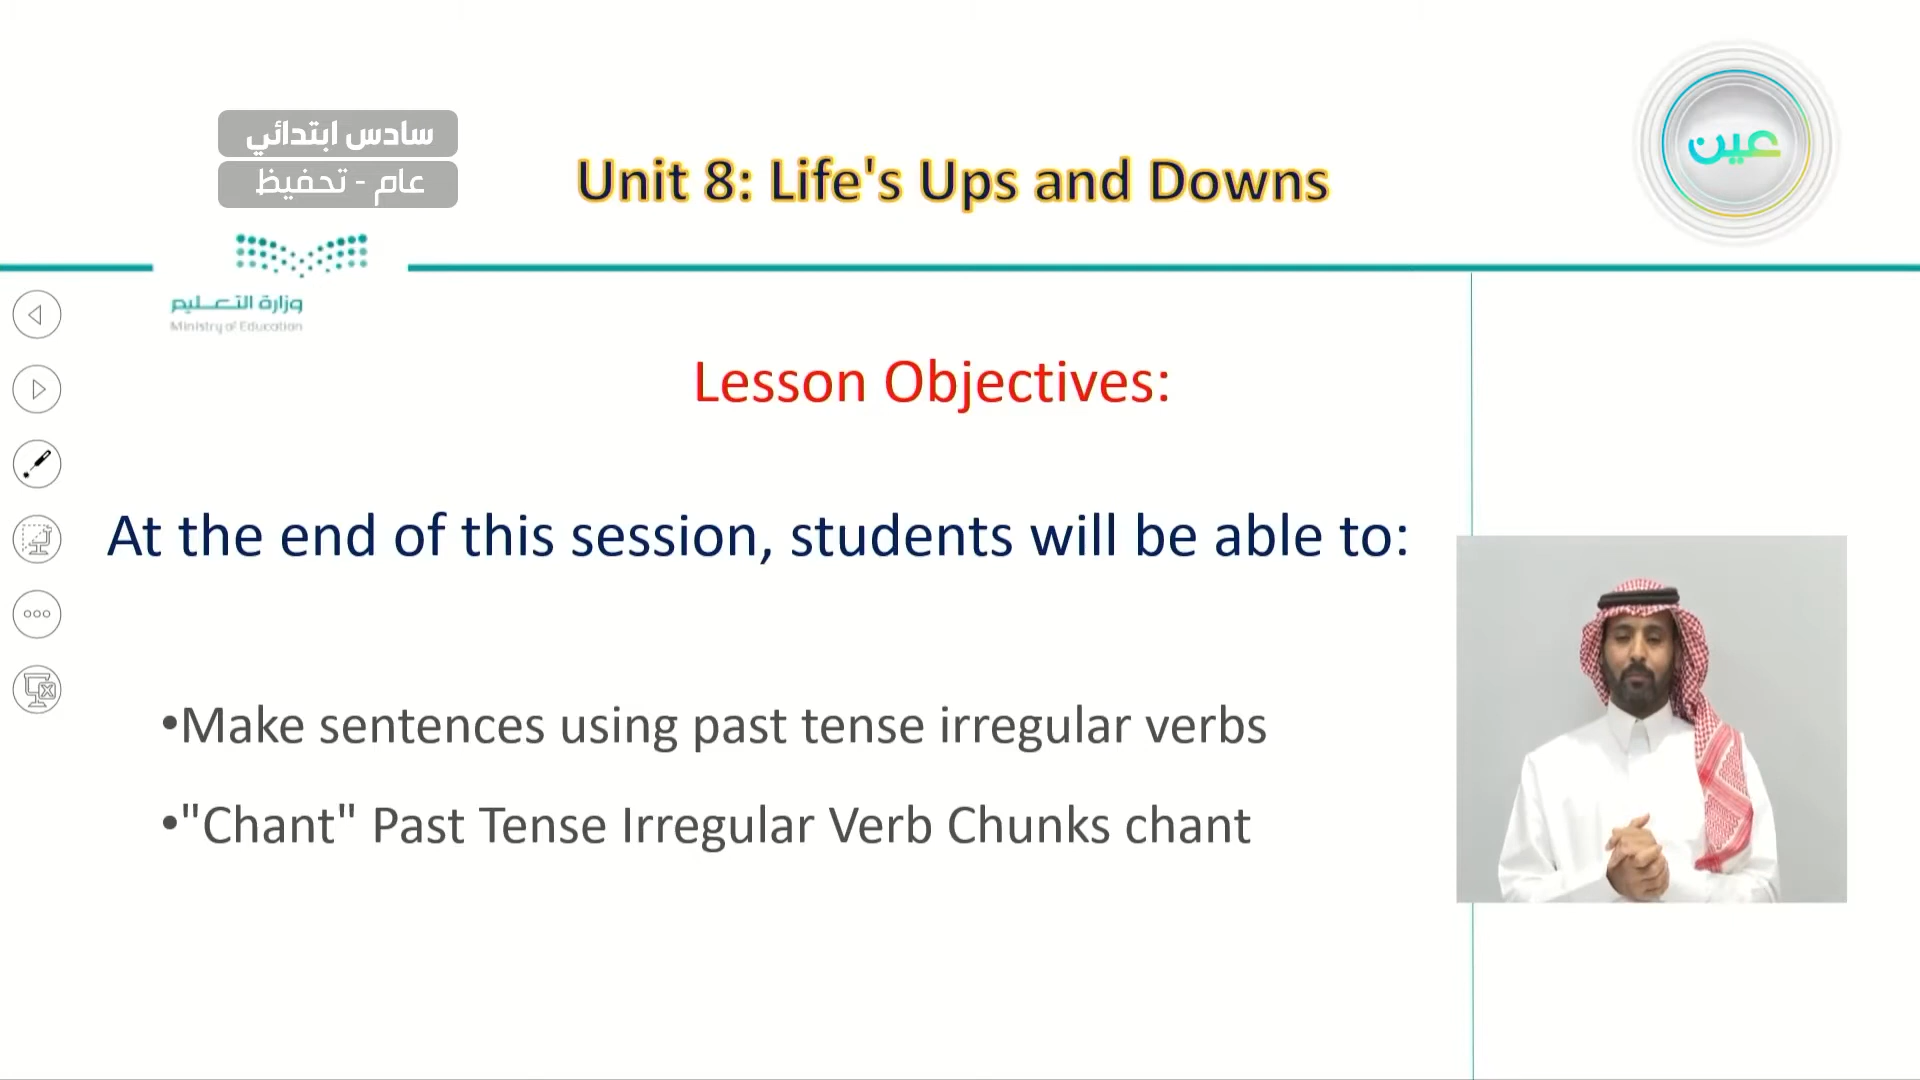 سادس ابتدائي
عام - تحفيظ
عين
Unit 8: Life's Ups and Downs
وزارة التعليم
Ministry of Education
Lesson Objectives:
At the end of this session, students will be able to:
•Make sentences using past tense irregular verbs
•"Chant" Past Tense Irregular Verb Chunks chant